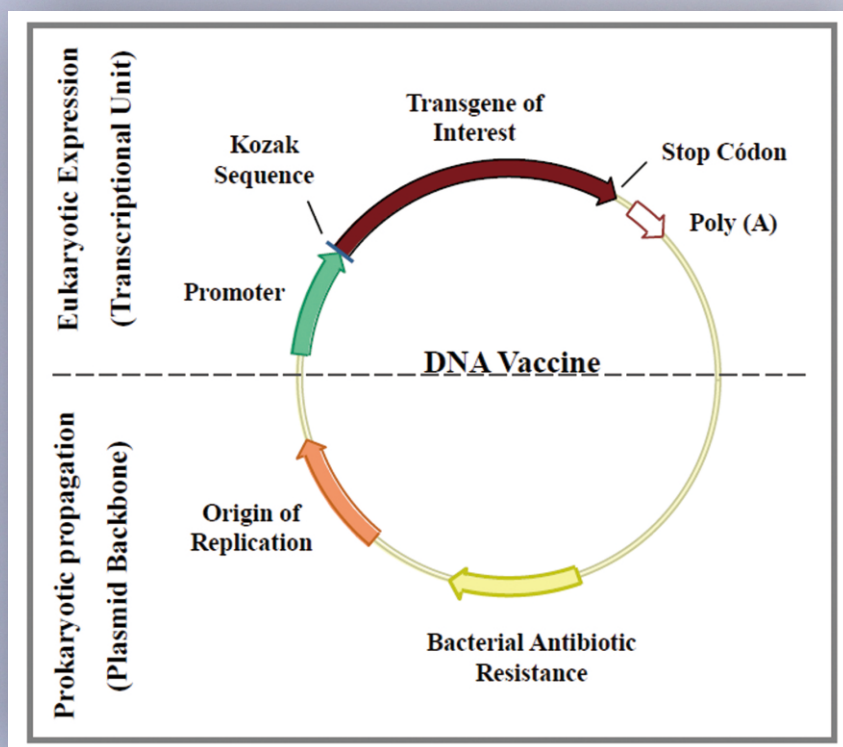 Eukaryotic Expression
(Transcriptional Unit)
Transgene of
Interest
Kozak
Sequence
Stop Códon
Poly (A)
Promoter
DNA Vaccine
Prokaryotic propagation
(Plasmid Backbone)
Origin of
Replication
Bacterial Antibiotic
Resistance